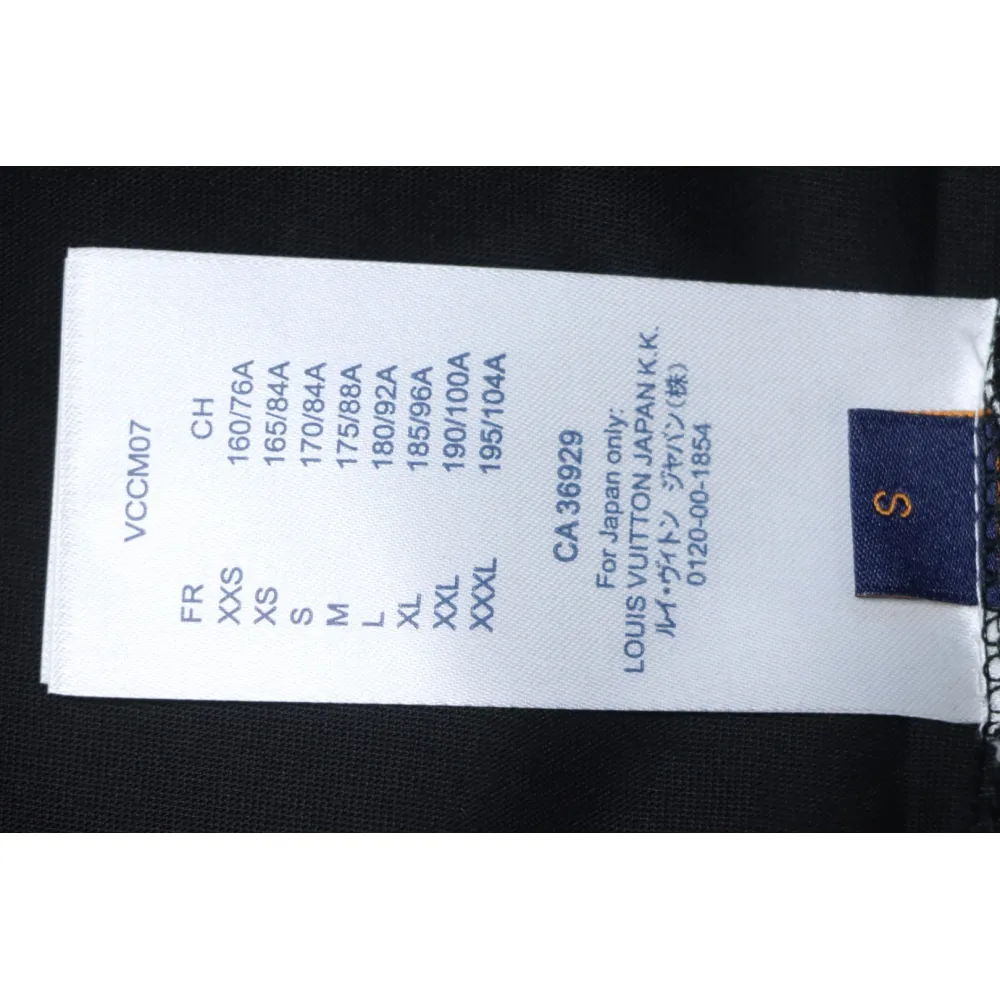 VCCM07
FR CH
XXS 160/76A
XS 165/84A
S 170/84A
M 175/88A
L 180/92A
XL 185/96A
XXL 190/100A
XXXL 195/104A
CA 36929
For Japan only:
LOUIS VUITTON JAPAN K.K.
ルイ・ヴィトン ジャパン(株)
0120-00-1854
S